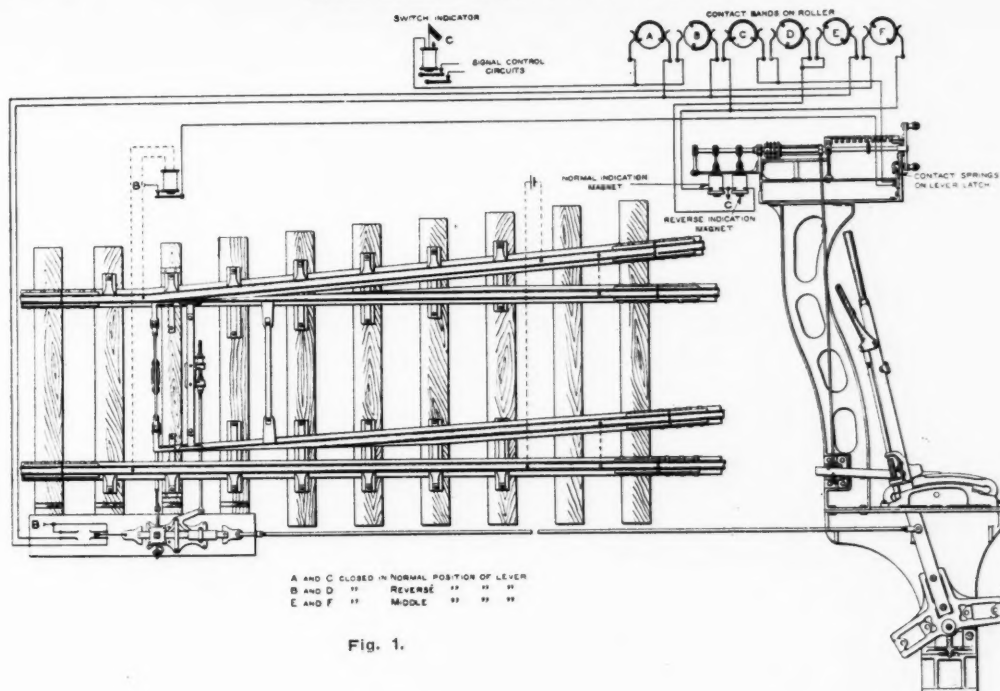 SWITCH INDICATOR
C
SIGNAL CONTROL
CIRCUITS
CONTACT BANDS ON ROLLER
A B C D E F
B
NORMAL INDICATION
MAGNET
C
REVERSE INDICATION
MAGNET
CONTACT SPRINGS
ON LEVER LATCH
B
A AND C CLOSED IN NORMAL POSITION OF LEVER
B AND D " REVERSE " " "
E AND F " MIDDLE " " "
Fig. 1.